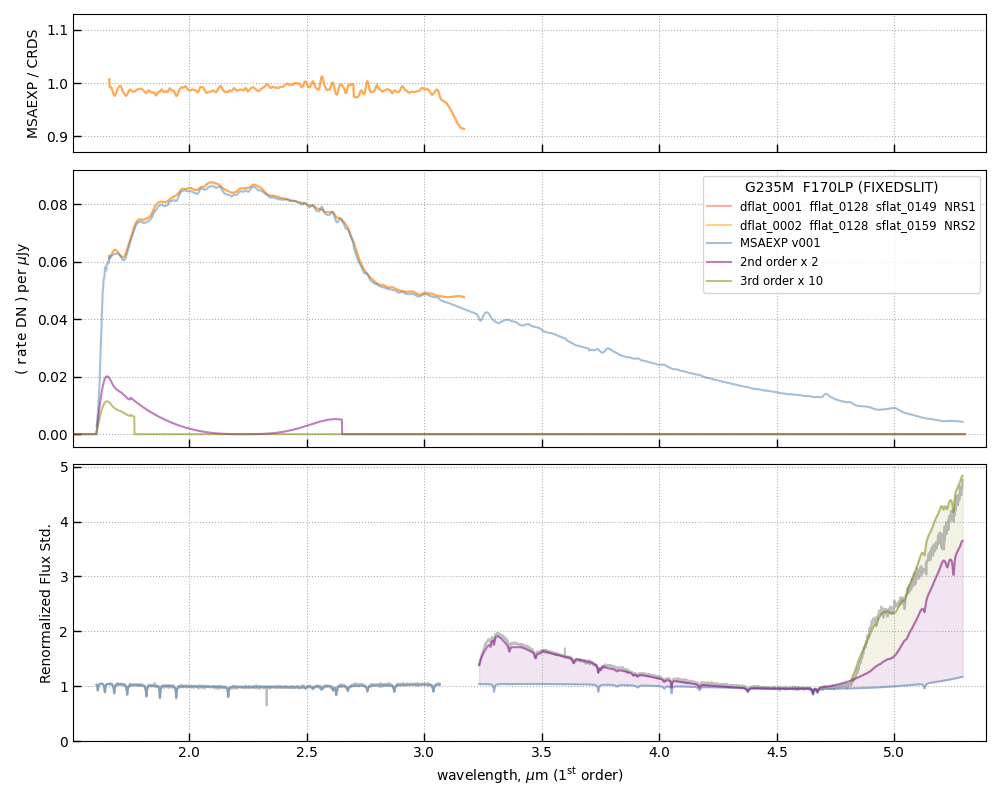 MSAEXP / CRDS
1.1
1.0
0.9
( rate DN ) per μJy
0.08
0.06
0.04
0.02
0.00
G235M F170LP (FIXEDSLIT)
dflat_0001 fflat_0128 sflat_0149 NRS1
dflat_0002 fflat_0128 sflat_0159 NRS2
MSAEXP v001
2nd order x 2
3rd order x 10
Renormalized Flux Std.
5
4
3
2
1
0
2.0 2.5 3.0 3.5 4.0 4.5 5.0
wavelength, μm (1st order)